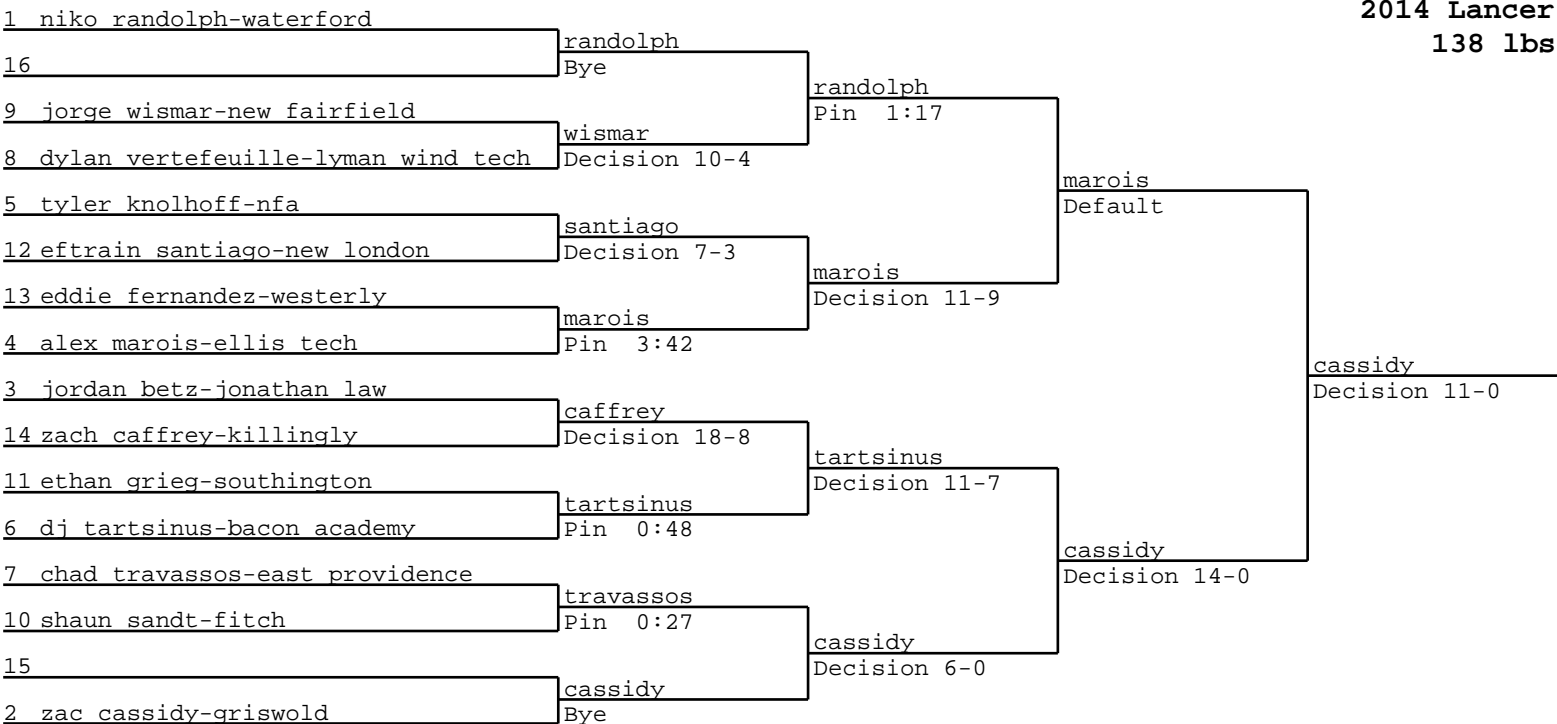 2014 Lancer
138 lbs
1 niko randolph-waterford
16
9 jorge wismar-new fairfield
8 dylan vertefeuille-lyman wind tech
5 tyler knolhoff-nfa
12 eftrain santiago-new london
13 eddie fernandez-westerly
4 alex marois-ellis tech
3 jordan betz-jonathan law
14 zach caffrey-killingly
11 ethan grieg-southington
6 dj tartsinus-bacon academy
7 chad travassos-east providence
10 shaun sandt-fitch
15
2 zac cassidy-griswold
randolph
Bye
wismar
Decision 10-4
santiago
Decision 7-3
marois
Pin 3:42
caffrey
Decision 18-8
tartsinus
Pin 0:48
travassos
Pin 0:27
cassidy
Bye
randolph
Pin 1:17
marois
Decision 11-9
tartsinus
Decision 11-7
cassidy
Decision 6-0
marois
Default
cassidy
Decision 14-0
cassidy
Decision 11-0